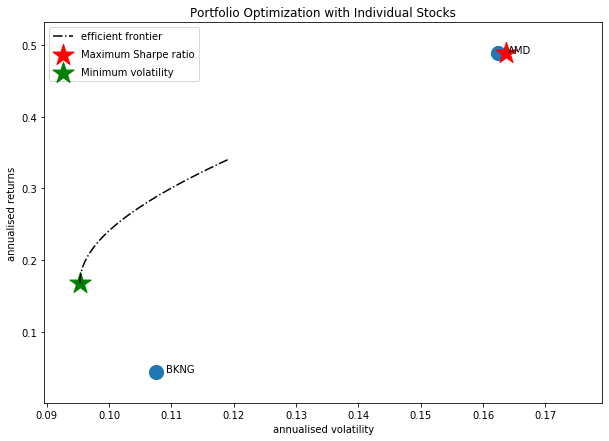 Portfolio Optimization with Individual Stocks
efficient frontier
Maximum Sharpe ratio
Minimum volatility
AMD
BKNG
annualised returns
0.5
0.4
0.3
0.2
0.1
0.09 0.10 0.11 0.12 0.13 0.14 0.15 0.16 0.17
annualised volatility